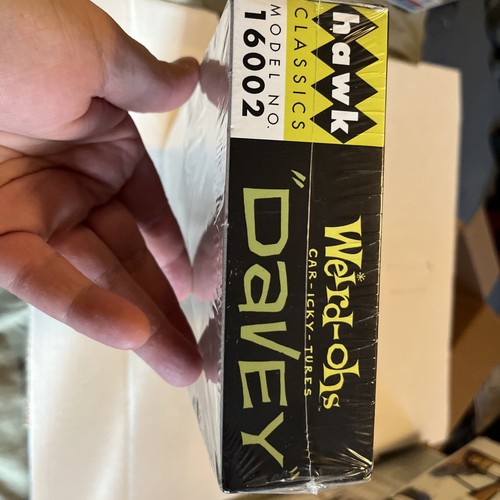 hawk
CLASSICS
MODEL NO.
16002
Weird-ohs
CAR-ICKY-TURES
"DaVEY"